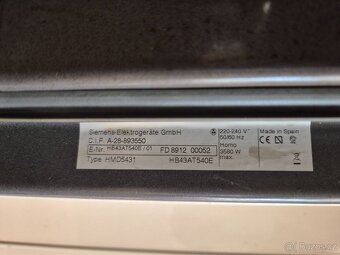 Siemens-Elektrogeräte GmbH
C.I.F. A-28-893550
E-Nr. HB43AT540E / 01 FD 8912 00052
Type HMD5431 HB43AT540E
220-240 V
50/60 Hz
Horno
3580 W
max.
Made in Spain
CE